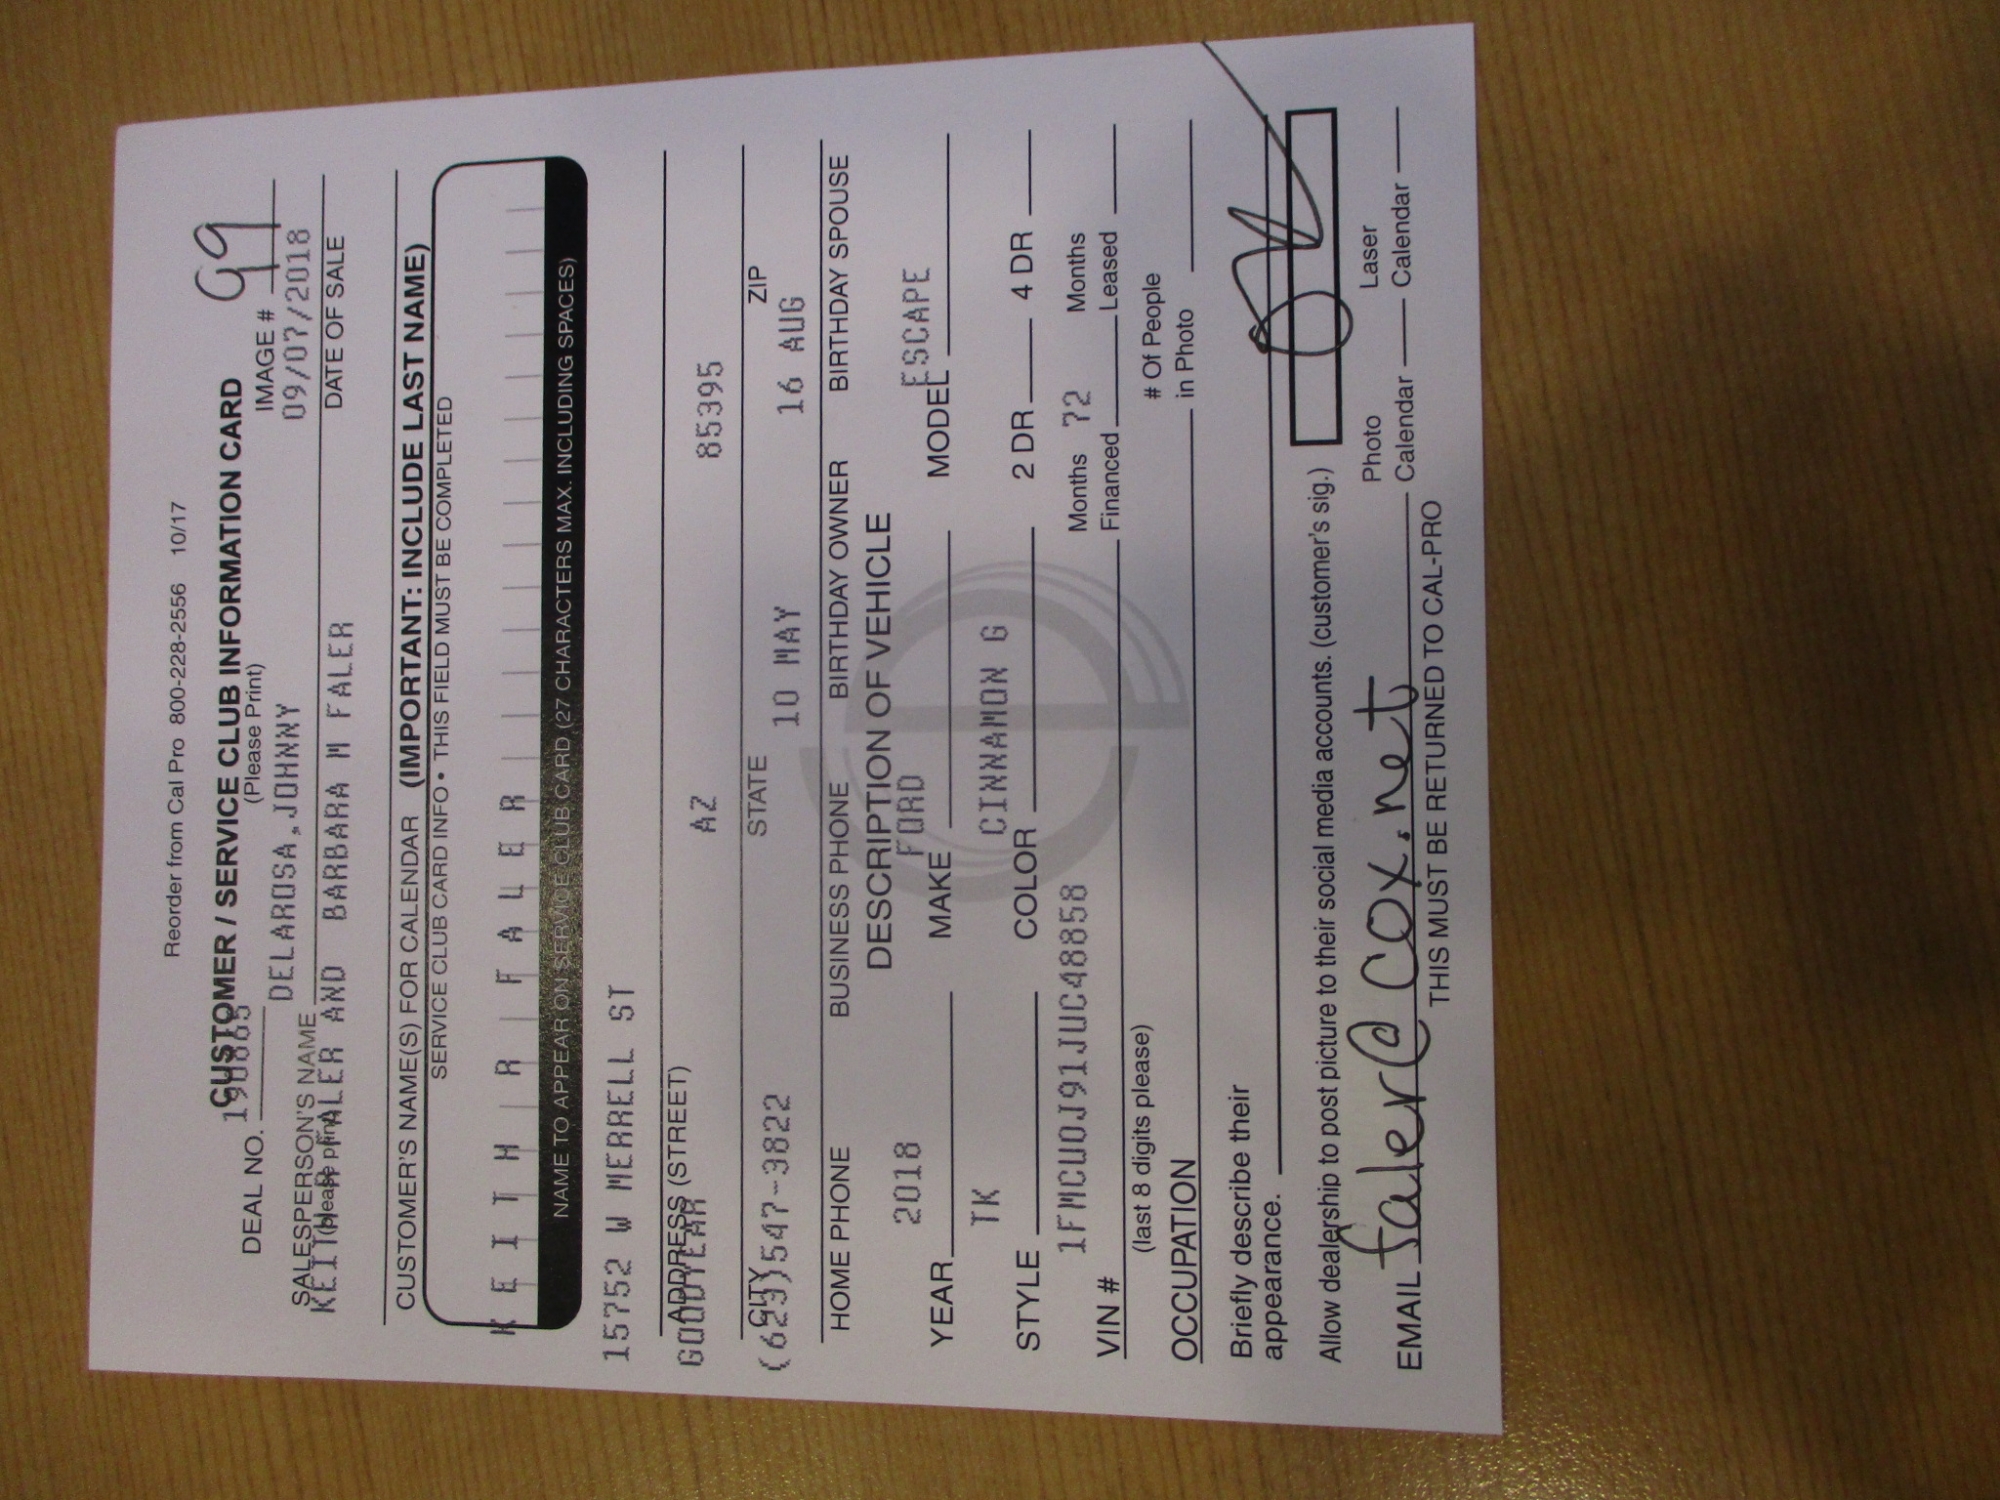 Reorder from Cal Pro 800-228-2556 10/17
CUSTOMER / SERVICE CLUB INFORMATION CARD
(Please Print)
DEAL NO. IMAGE # 99
DELAROSA,JOHNNY 09/07/2018
SALESPERSON'S NAME (please print) DATE OF SALE
KEITH R FALER AND BARBARA M FALER
CUSTOMER'S NAME(S) FOR CALENDAR (IMPORTANT: INCLUDE LAST NAME)
SERVICE CLUB CARD INFO • THIS FIELD MUST BE COMPLETED
K E I T H R F A L E R
NAME TO APPEAR ON SERVICE CLUB CARD (27 CHARACTERS MAX. INCLUDING SPACES)
15752 W MERRELL ST
ADDRESS (STREET)
GOODYEAR AZ 85395
CITY STATE ZIP
(623)547-3822 10 MAY 16 AUG
HOME PHONE BUSINESS PHONE BIRTHDAY OWNER BIRTHDAY SPOUSE
DESCRIPTION OF VEHICLE
2018 FORD ESCAPE
YEAR MAKE MODEL
TK CINNAMON G
STYLE COLOR 2 DR 4 DR
1FMCU0J91JUC48858 Months 72 Months
VIN # Financed Leased
(last 8 digits please) # Of People
OCCUPATION in Photo
Briefly describe their
appearance.
Allow dealership to post picture to their social media accounts. (customer's sig.)
Photo Laser
EMAIL faler@cox.net Calendar Calendar
THIS MUST BE RETURNED TO CAL-PRO